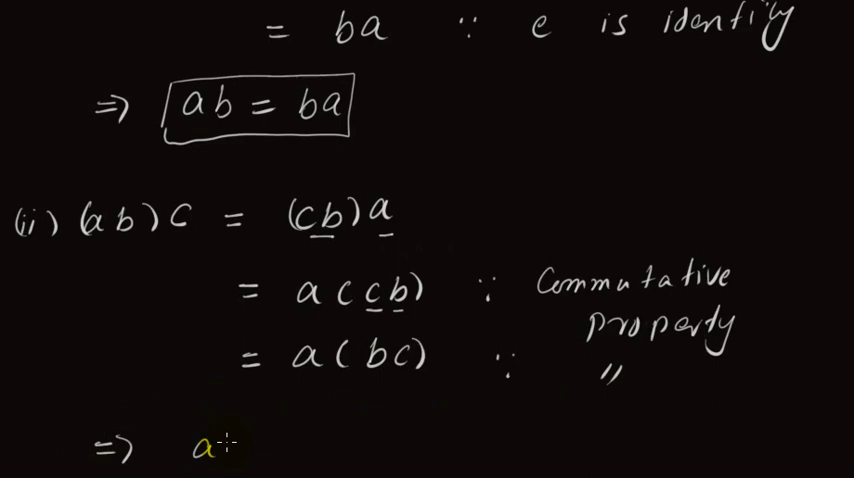 = ba ∵ e is identity
⇒ ab = ba
(ii) (ab)c = (cb)a
= a(cb) ∵ Commutative
property
= a(bc) ∵ "
⇒ a